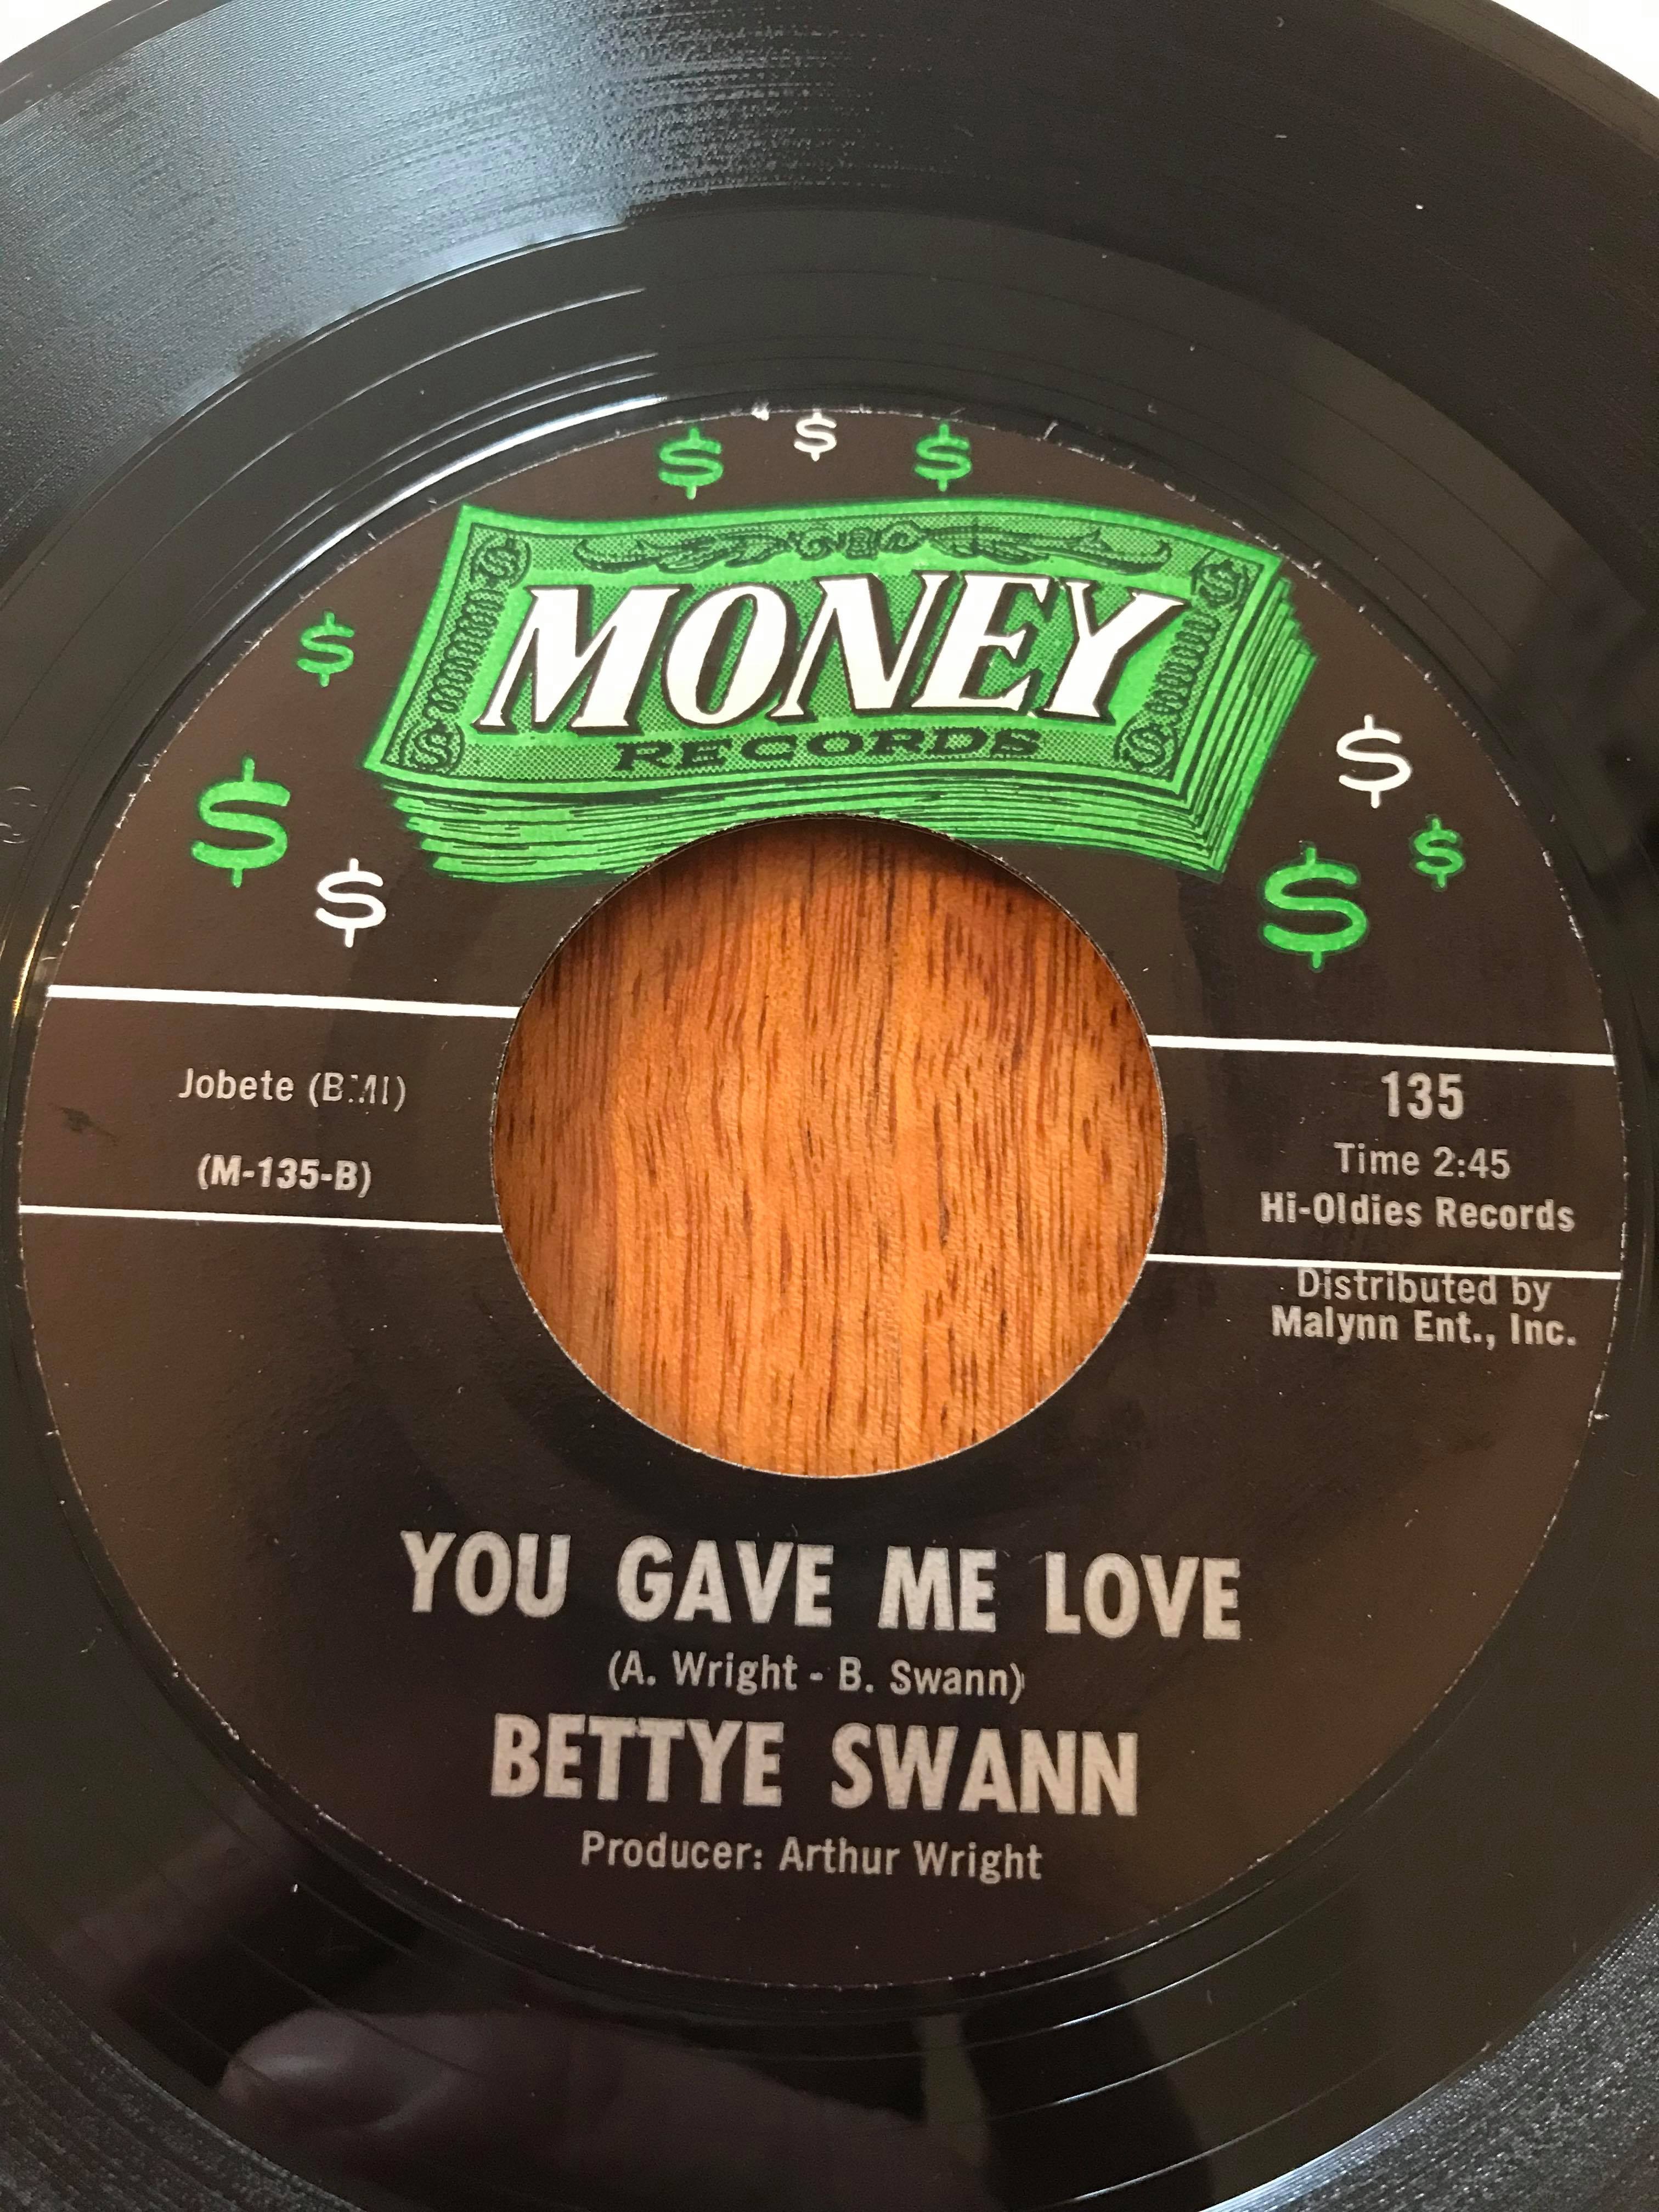 $ $ $
MONEY
RECORDS
$ $
$ $
$ $
Jobete (BMI)
(M-135-B)
135
Time 2:45
Hi-Oldies Records
Distributed by
Malynn Ent., Inc.
YOU GAVE ME LOVE
(A. Wright - B. Swann)
BETTYE SWANN
Producer: Arthur Wright